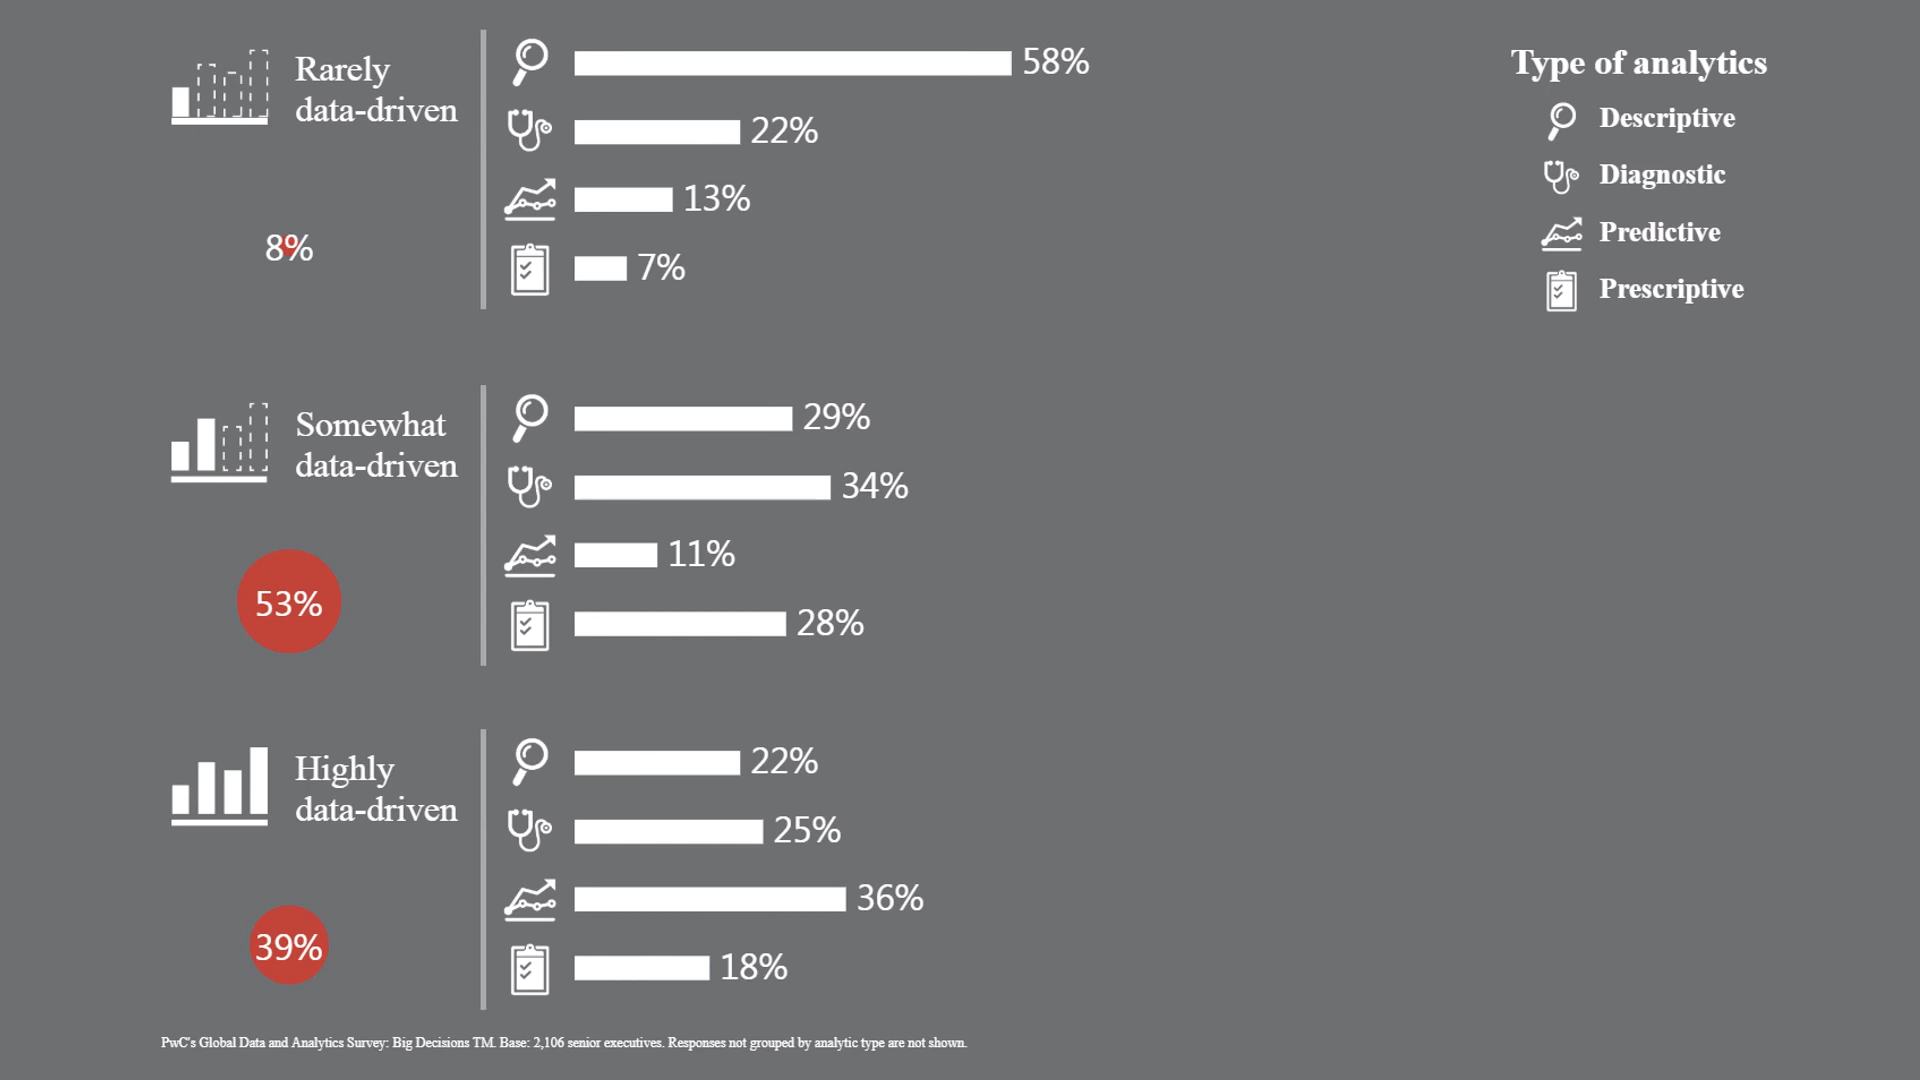 Rarely
data-driven
8%
58%
22%
13%
7%
Type of analytics
Descriptive
Diagnostic
Predictive
Prescriptive
Somewhat
data-driven
53%
29%
34%
11%
28%
Highly
data-driven
39%
22%
25%
36%
18%
PwC's Global Data and Analytics Survey: Big Decisions TM. Base: 2,106 senior executives. Responses not grouped by analytic type are not shown.